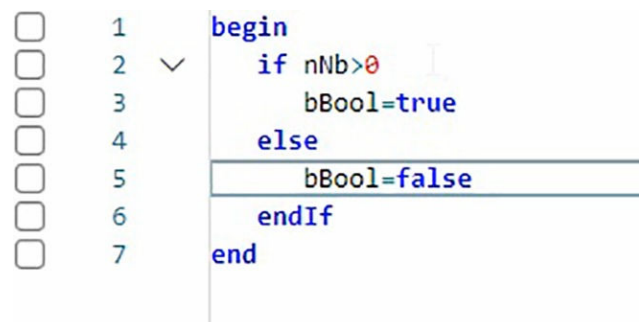 1 begin
2 if nNb>0
3 bBool=true
4 else
5 bBool=false
6 endIf
7 end